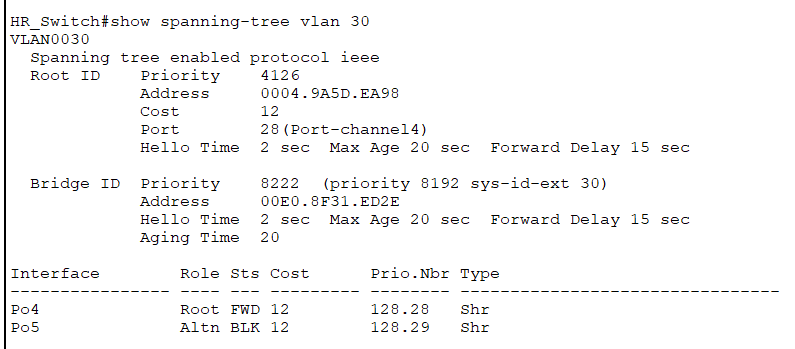 HR_Switch#show spanning-tree vlan 30
VLAN0030
  Spanning tree enabled protocol ieee
  Root ID    Priority    4126
             Address     0004.9A5D.EA98
             Cost        12
             Port        28(Port-channel4)
             Hello Time  2 sec  Max Age 20 sec  Forward Delay 15 sec

  Bridge ID  Priority    8222  (priority 8192 sys-id-ext 30)
             Address     00E0.8F31.ED2E
             Hello Time  2 sec  Max Age 20 sec  Forward Delay 15 sec
             Aging Time  20

Interface        Role Sts Cost      Prio.Nbr Type
---------------- ---- --- --------- -------- --------------------------------
Po4              Root FWD 12        128.28   Shr
Po5              Altn BLK 12        128.29   Shr